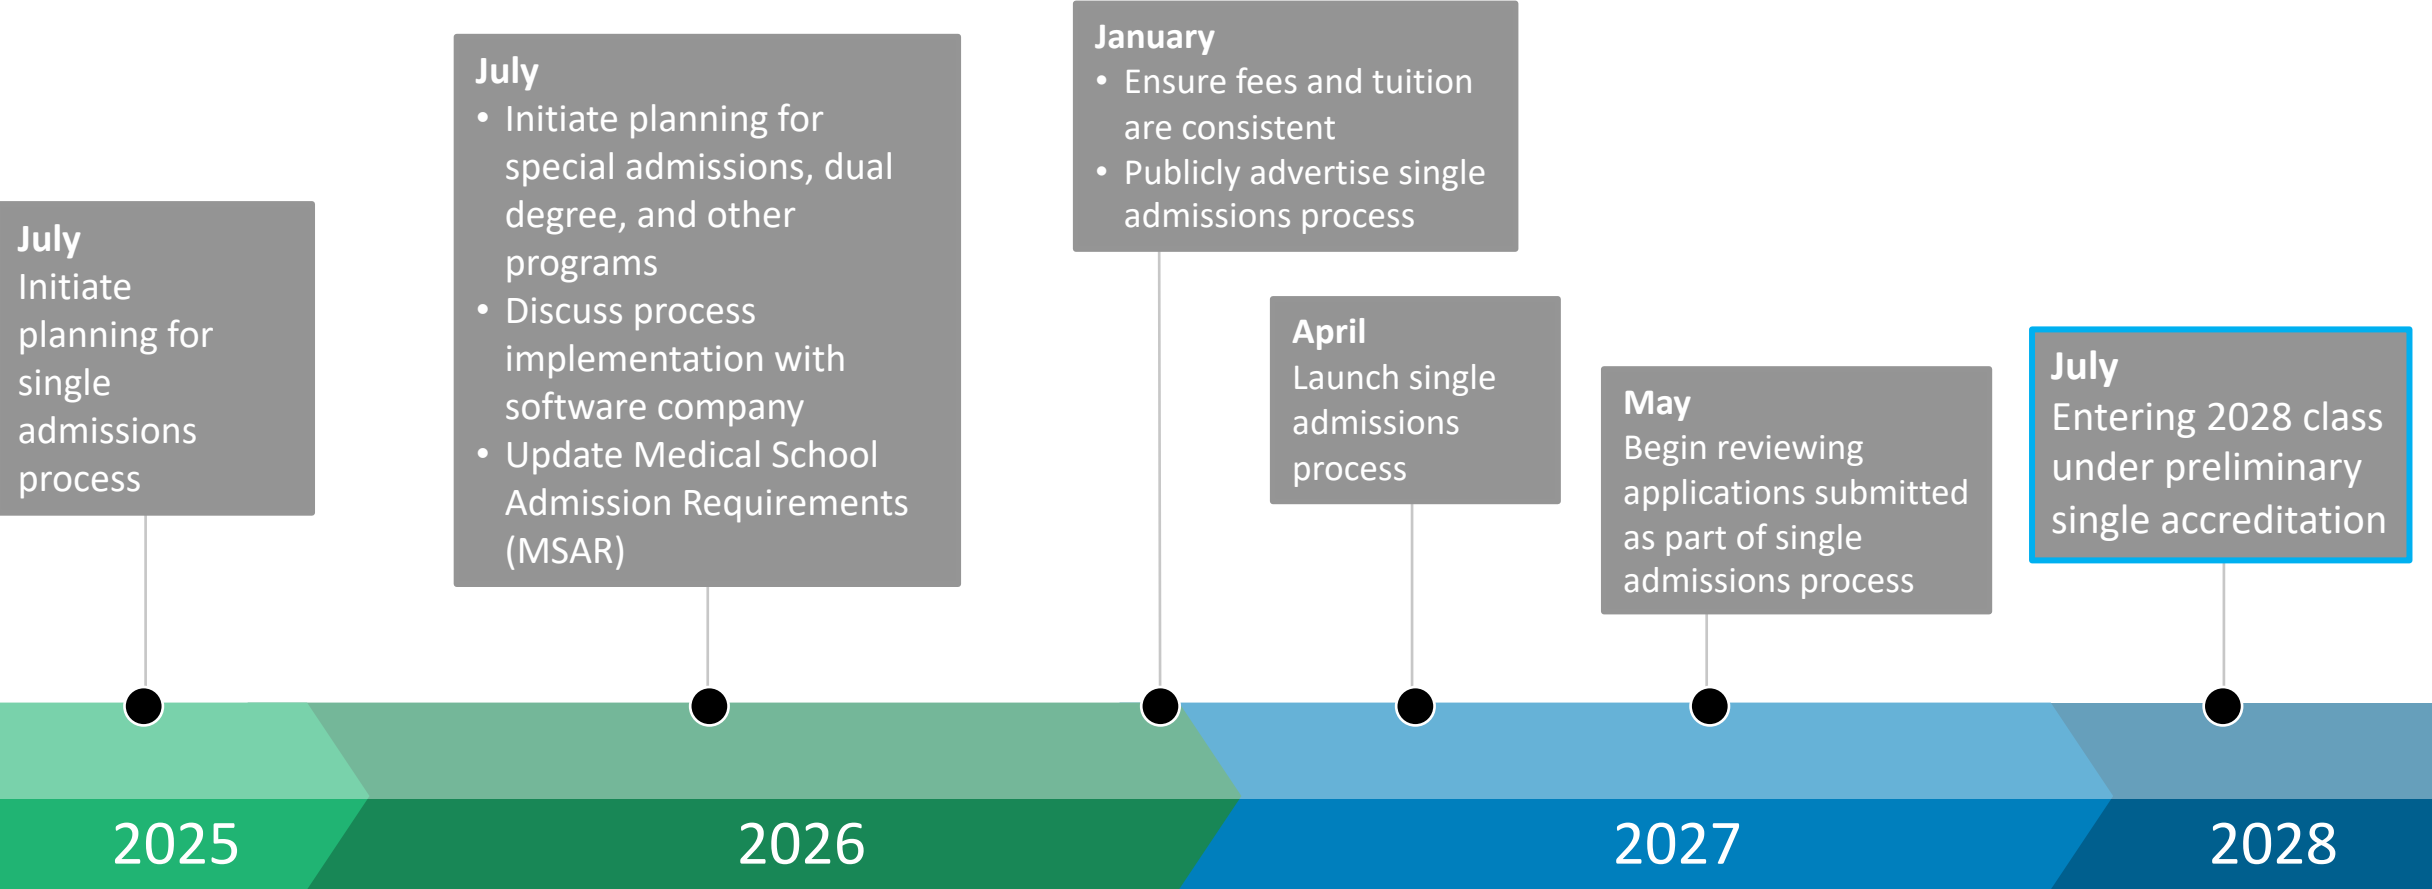 July
Initiate
planning for
single
admissions
process
July
• Initiate planning for
special admissions, dual
degree, and other
programs
• Discuss process
implementation with
software company
• Update Medical School
Admission Requirements
(MSAR)
January
• Ensure fees and tuition
are consistent
• Publicly advertise single
admissions process
April
Launch single
admissions
process
May
Begin reviewing
applications submitted
as part of single
admissions process
July
Entering 2028 class
under preliminary
single accreditation
2025
2026
2027
2028